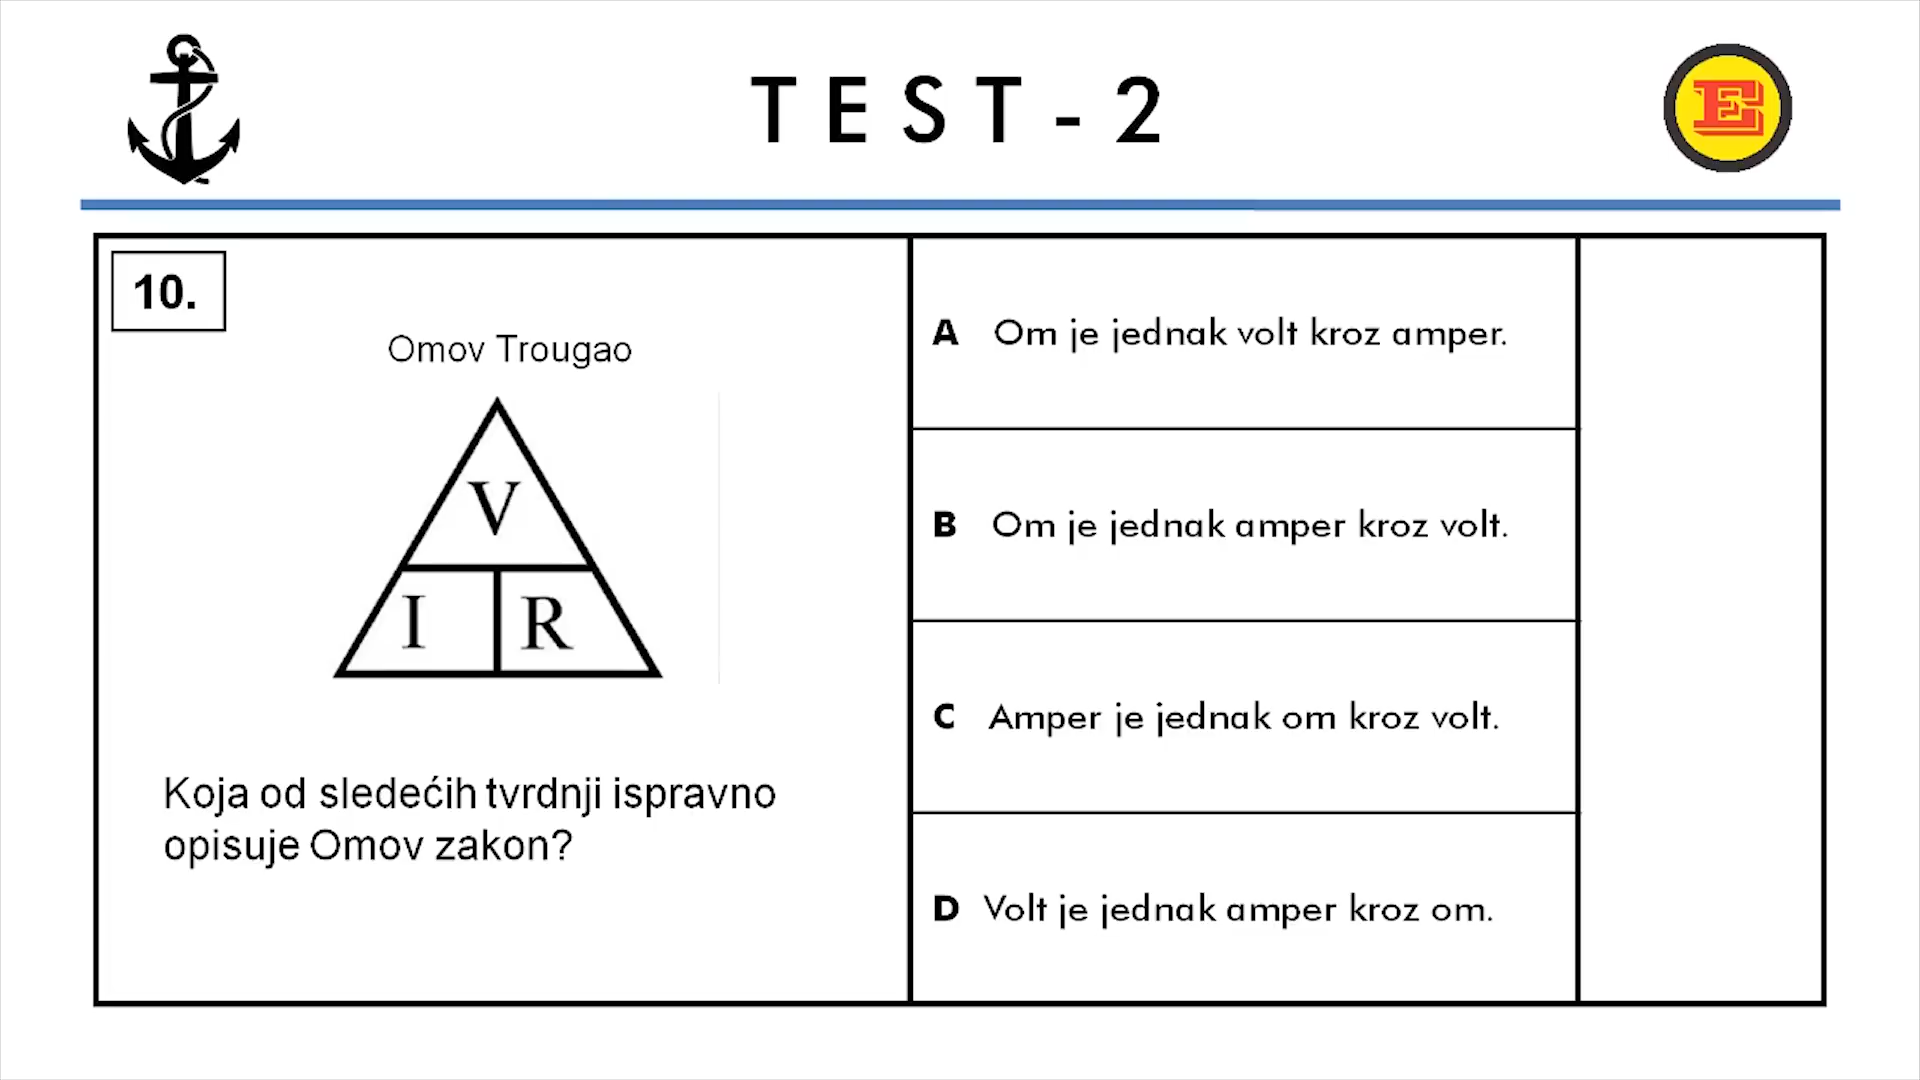 TEST-2
E
10.
Omov Trougao
V
I R
Koja od sledećih tvrdnji ispravno
opisuje Omov zakon?
A Om je jednak volt kroz amper.
B Om je jednak amper kroz volt.
C Amper je jednak om kroz volt.
D Volt je jednak amper kroz om.